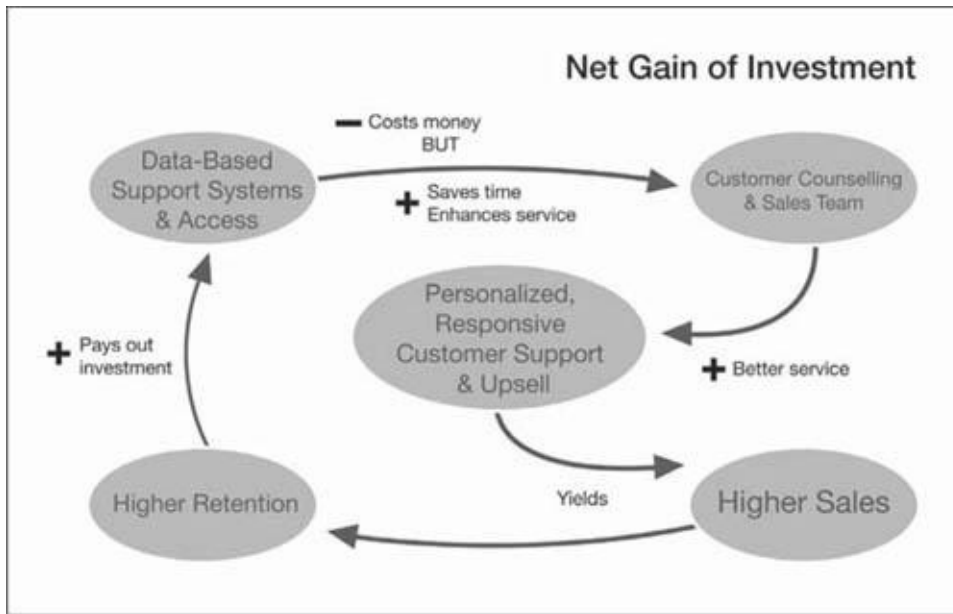 Net Gain of Investment
Costs money
BUT
Data-Based
Support Systems
& Access
Saves time
Enhances service
Customer Counselling
& Sales Team
Personalized,
Responsive
Customer Support
& Upsell
Better service
Pays out
investment
Yields
Higher Sales
Higher Retention